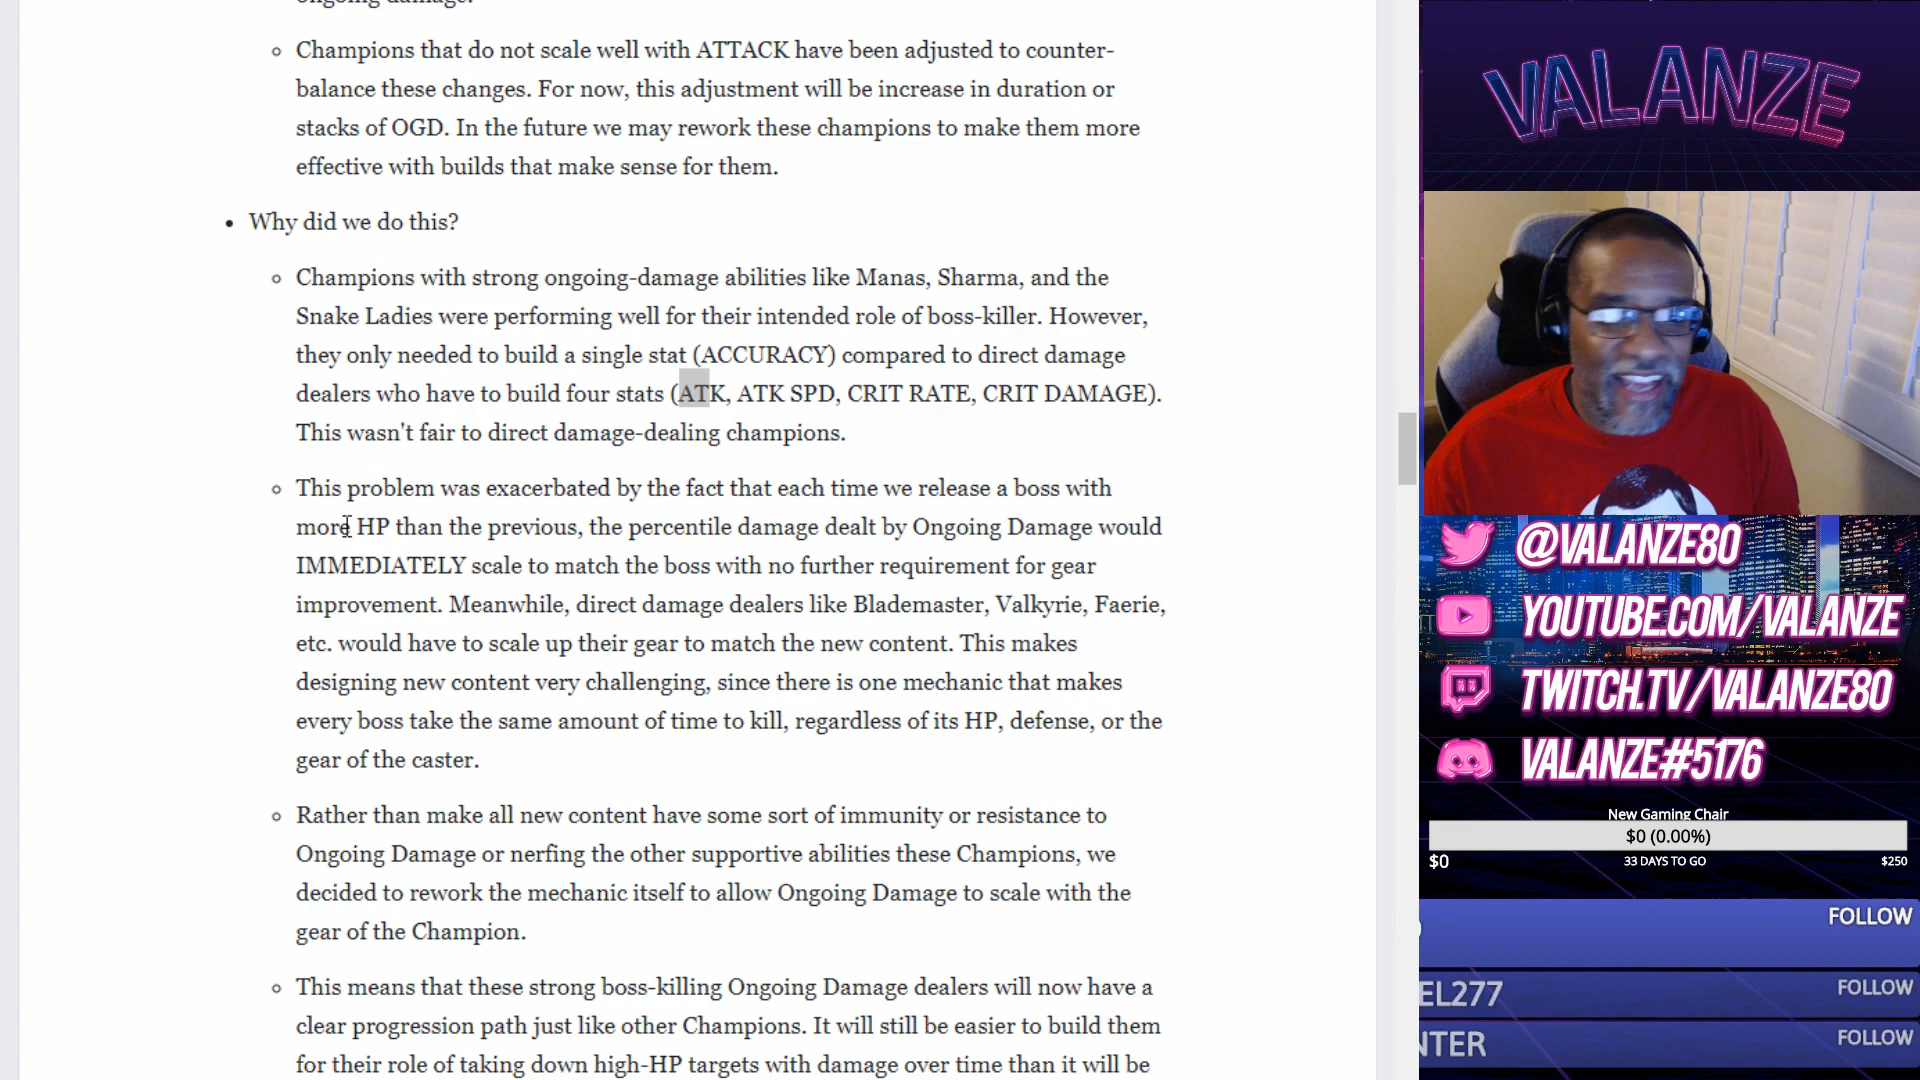 ongoing damage.
Champions that do not scale well with ATTACK have been adjusted to counter-
balance these changes. For now, this adjustment will be increase in duration or
stacks of OGD. In the future we may rework these champions to make them more
effective with builds that make sense for them.
Why did we do this?
Champions with strong ongoing-damage abilities like Manas, Sharma, and the
Snake Ladies were performing well for their intended role of boss-killer. However,
they only needed to build a single stat (ACCURACY) compared to direct damage
dealers who have to build four stats (ATK, ATK SPD, CRIT RATE, CRIT DAMAGE).
This wasn't fair to direct damage-dealing champions.
This problem was exacerbated by the fact that each time we release a boss with
more HP than the previous, the percentile damage dealt by Ongoing Damage would
IMMEDIATELY scale to match the boss with no further requirement for gear
improvement. Meanwhile, direct damage dealers like Blademaster, Valkyrie, Faerie,
etc. would have to scale up their gear to match the new content. This makes
designing new content very challenging, since there is one mechanic that makes
every boss take the same amount of time to kill, regardless of its HP, defense, or the
gear of the caster.
Rather than make all new content have some sort of immunity or resistance to
Ongoing Damage or nerfing the other supportive abilities these Champions, we
decided to rework the mechanic itself to allow Ongoing Damage to scale with the
gear of the Champion.
This means that these strong boss-killing Ongoing Damage dealers will now have a
clear progression path just like other Champions. It will still be easier to build them
for their role of taking down high-HP targets with damage over time than it will be
VALANZE
@VALANZE80
YOUTUBE.COM/VALANZE
TWITCH.TV/VALANZE80
VALANZE#5176
New Gaming Chair
$0 (0.00%)
$0 33 DAYS TO GO $250
FOLLOW
EL277 FOLLOW
NTER FOLLOW